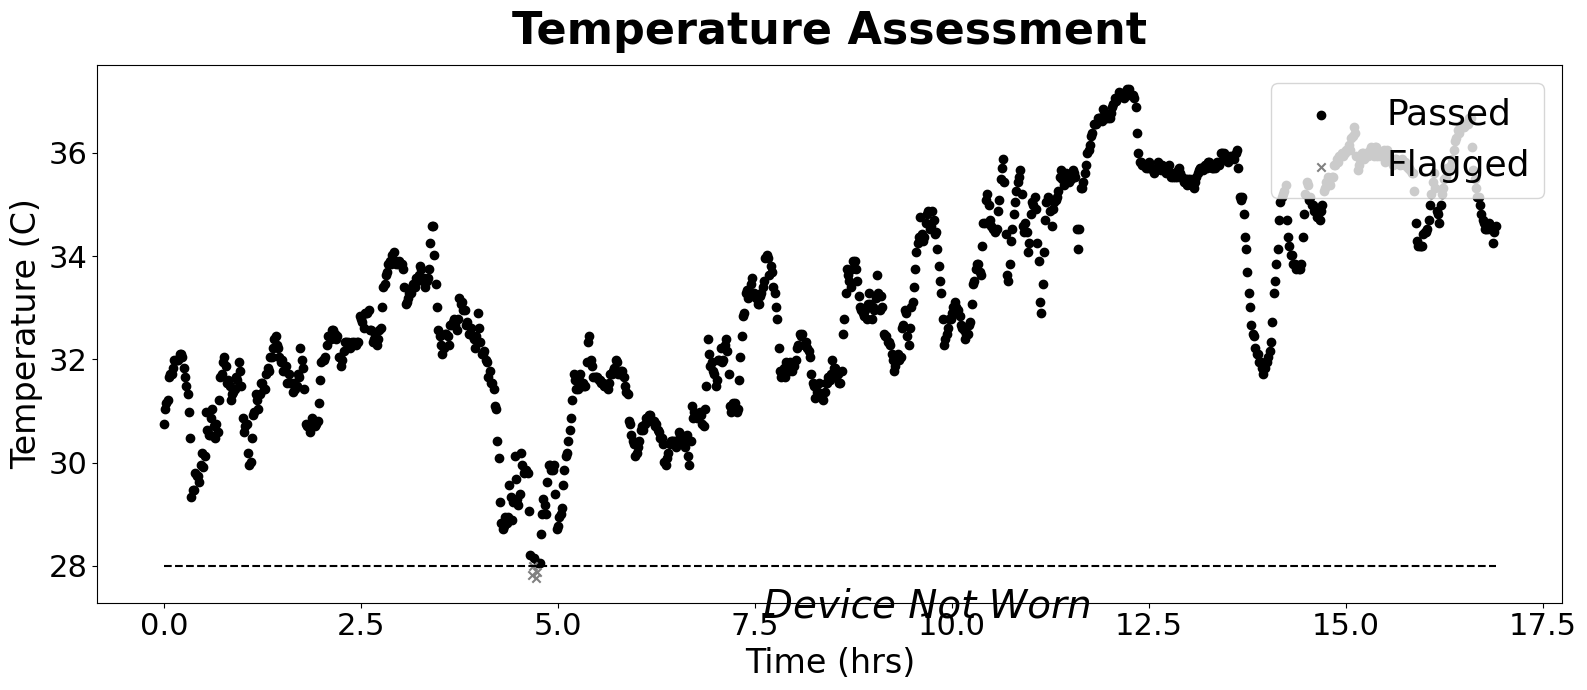 Temperature Assessment
Passed
Flagged
36
34
32
30
28
Temperature (C)
Device Not Worn
0.0 2.5 5.0 7.5 10.0 12.5 15.0 17.5
Time (hrs)